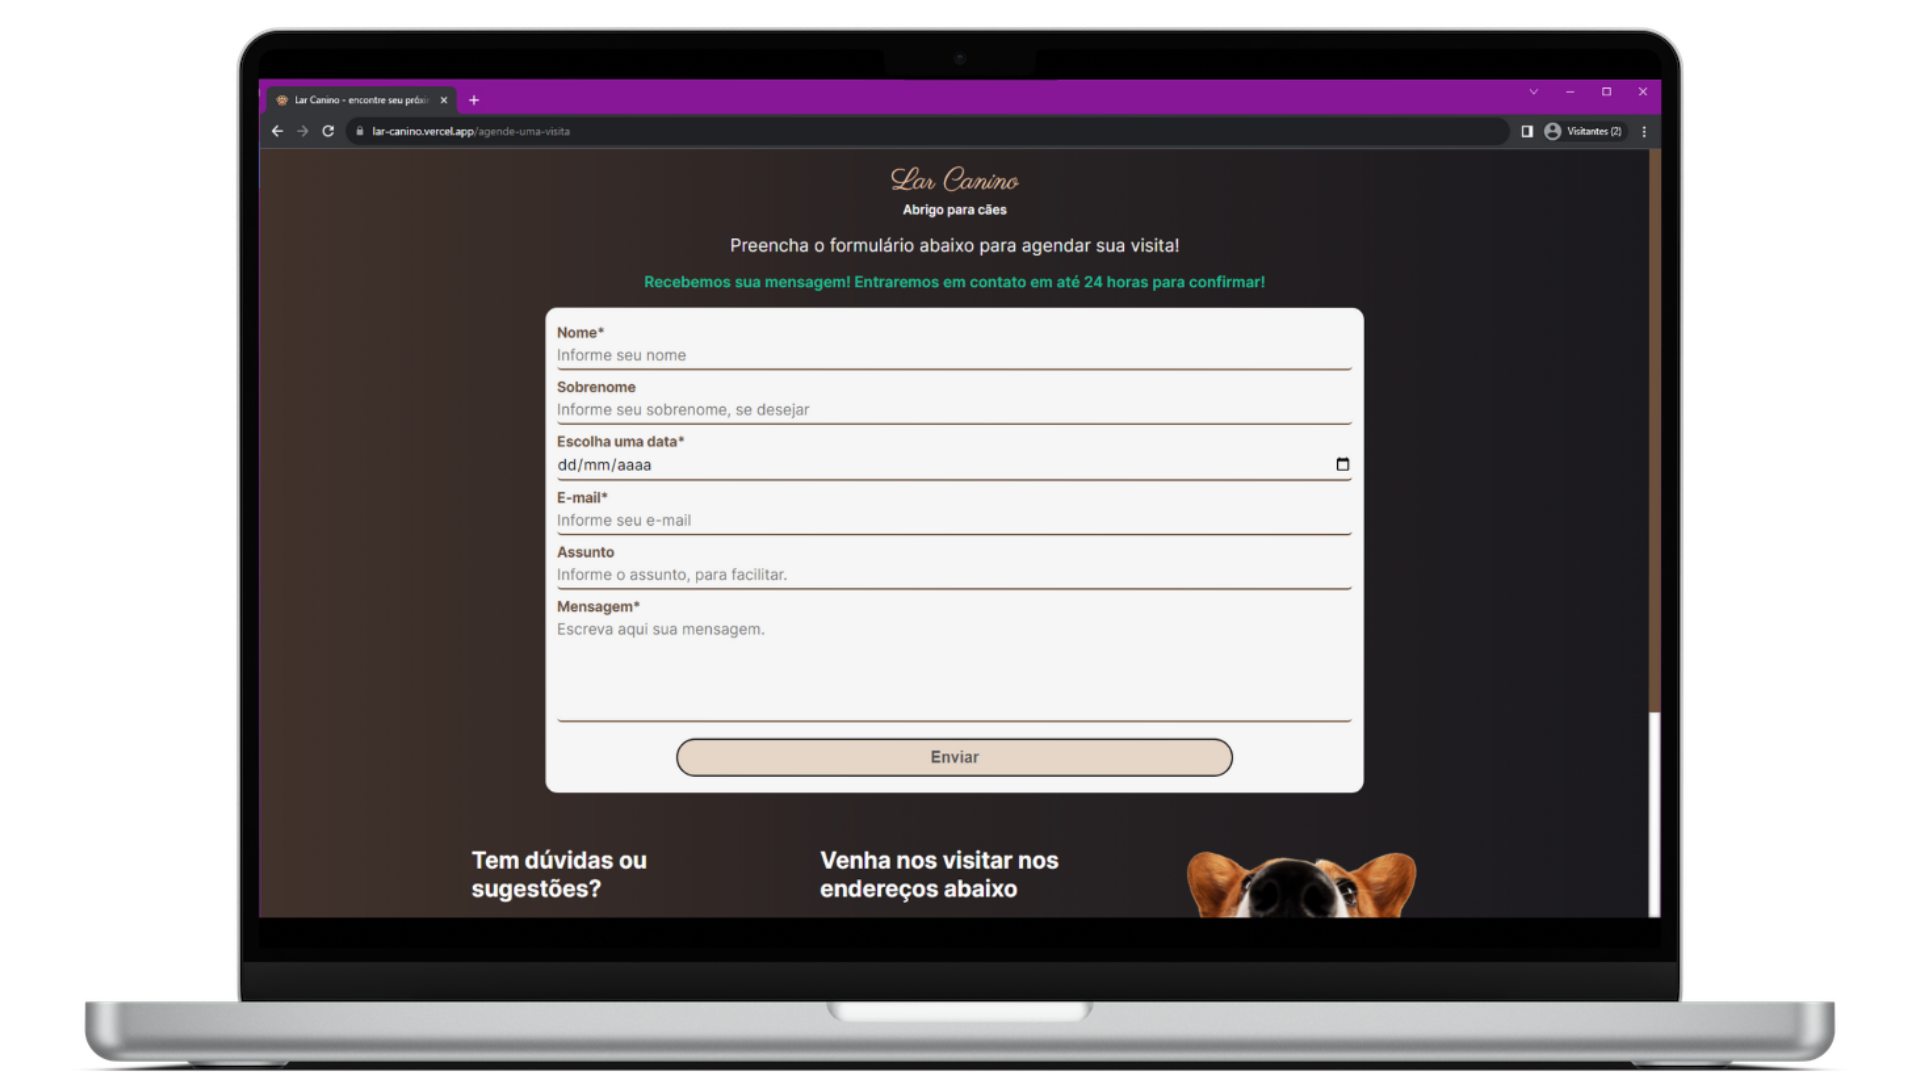 Lar Canino - encontre seu próxi
lar-canino.vercel.app/agende-uma-visita
Visitantes (2)
Lar Canino
Abrigo para cães
Preencha o formulário abaixo para agendar sua visita!
Recebemos sua mensagem! Entraremos em contato em até 24 horas para confirmar!
Nome*
Informe seu nome
Sobrenome
Informe seu sobrenome, se desejar
Escolha uma data*
dd/mm/aaaa
E-mail*
Informe seu e-mail
Assunto
Informe o assunto, para facilitar.
Mensagem*
Escreva aqui sua mensagem.
Enviar
Tem dúvidas ou
sugestões?
Venha nos visitar nos
endereços abaixo